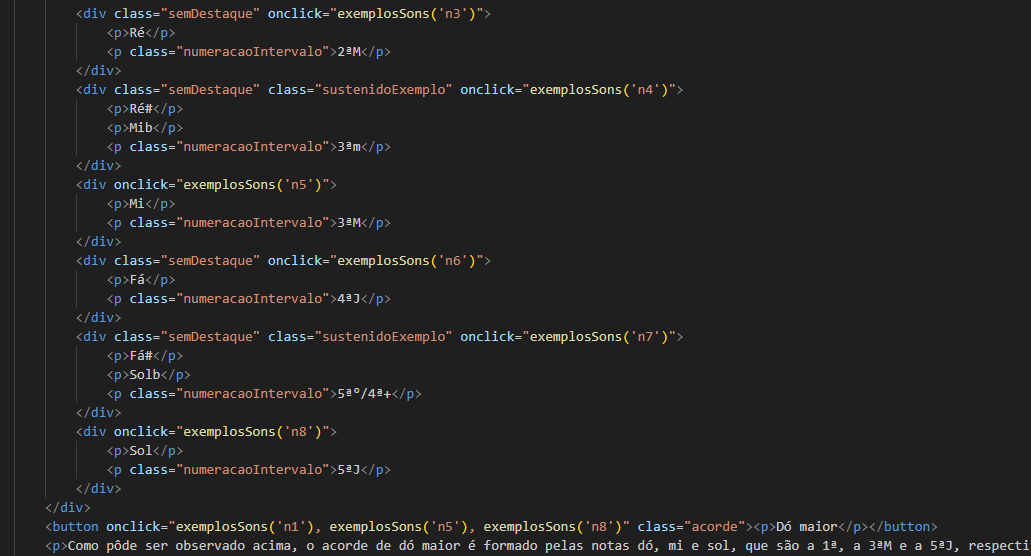 <div class="semDestaque" onclick="exemplosSons('n3')">
<p>Ré</p>
<p class="numeracaoIntervalo">2ªM</p>
</div>
<div class="semDestaque" class="sustenidoExemplo" onclick="exemplosSons('n4')">
<p>Ré#</p>
<p>Mib</p>
<p class="numeracaoIntervalo">3ªm</p>
</div>
<div onclick="exemplosSons('n5')">
<p>Mi</p>
<p class="numeracaoIntervalo">3ªM</p>
</div>
<div class="semDestaque" onclick="exemplosSons('n6')">
<p>Fá</p>
<p class="numeracaoIntervalo">4ªJ</p>
</div>
<div class="semDestaque" class="sustenidoExemplo" onclick="exemplosSons('n7')">
<p>Fá#</p>
<p>Solb</p>
<p class="numeracaoIntervalo">5ªº/4ª+</p>
</div>
<div onclick="exemplosSons('n8')">
<p>Sol</p>
<p class="numeracaoIntervalo">5ªJ</p>
</div>
</div>
<button onclick="exemplosSons('n1'), exemplosSons('n5'), exemplosSons('n8')" class="acorde"><p>Dó maior</p></button>
<p>Como pôde ser observado acima, o acorde de dó maior é formado pelas notas dó, mi e sol, que são a 1ª, a 3ªM e a 5ªJ, respecti